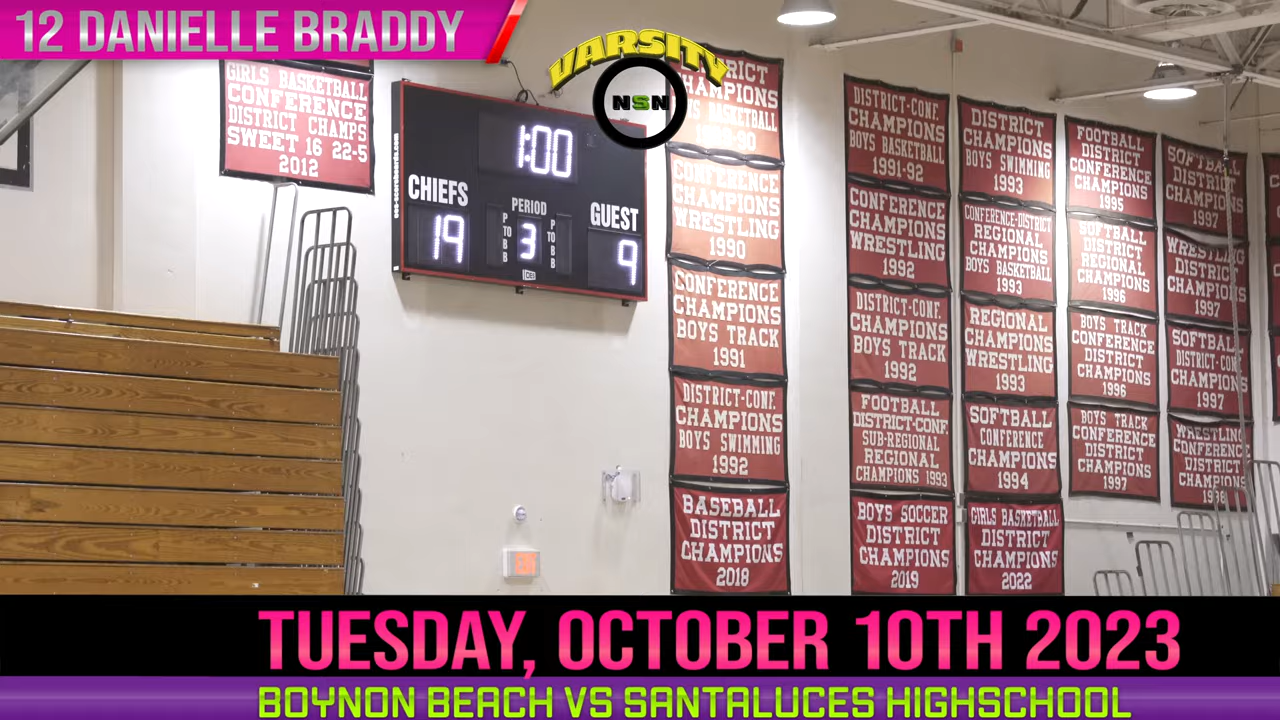 12 DANIELLE BRADDY
VARSITY
NSN
GIRLS BASKETBALL
CONFERENCE
DISTRICT CHAMPS
SWEET 16 22-5
2012
1:00
CHIEFS
PERIOD
GUEST
19
3
9
CONFERENCE
CHAMPIONS
WRESTLING
1990
CONFERENCE
CHAMPIONS
BOYS TRACK
1991
DISTRICT-CONF.
CHAMPIONS
BOYS SWIMMING
1992
BASEBALL
DISTRICT
CHAMPIONS
2018
DISTRICT-CONF.
CHAMPIONS
BOYS BASKETBALL
1991-92
CONFERENCE
CHAMPIONS
WRESTLING
1992
DISTRICT-CONF.
CHAMPIONS
BOYS TRACK
1992
FOOTBALL
DISTRICT-CONF.
SUB-REGIONAL
REGIONAL
CHAMPIONS 1993
BOYS SOCCER
DISTRICT
CHAMPIONS
2019
DISTRICT
CHAMPIONS
BOYS SWIMMING
1993
CONFERENCE-DISTRICT
REGIONAL
CHAMPIONS
BOYS BASKETBALL
1993
REGIONAL
CHAMPIONS
WRESTLING
1993
SOFTBALL
CONFERENCE
CHAMPIONS
1994
GIRLS BASKETBALL
DISTRICT
CHAMPIONS
2022
FOOTBALL
DISTRICT
CONFERENCE
CHAMPIONS
1995
SOFTBALL
DISTRICT
REGIONAL
CHAMPIONS
1996
BOYS TRACK
CONFERENCE
DISTRICT
CHAMPIONS
1996
BOYS TRACK
CONFERENCE
DISTRICT
CHAMPIONS
1997
SOFTBALL
DISTRICT
CHAMPIONS
1997
WRESTLING
DISTRICT
CHAMPIONS
1997
SOFTBALL
DISTRICT-CONF.
CHAMPIONS
1997
WRESTLING
CONFERENCE
DISTRICT
CHAMPIONS
TUESDAY, OCTOBER 10TH 2023
BOYNON BEACH VS SANTALUCES HIGHSCHOOL